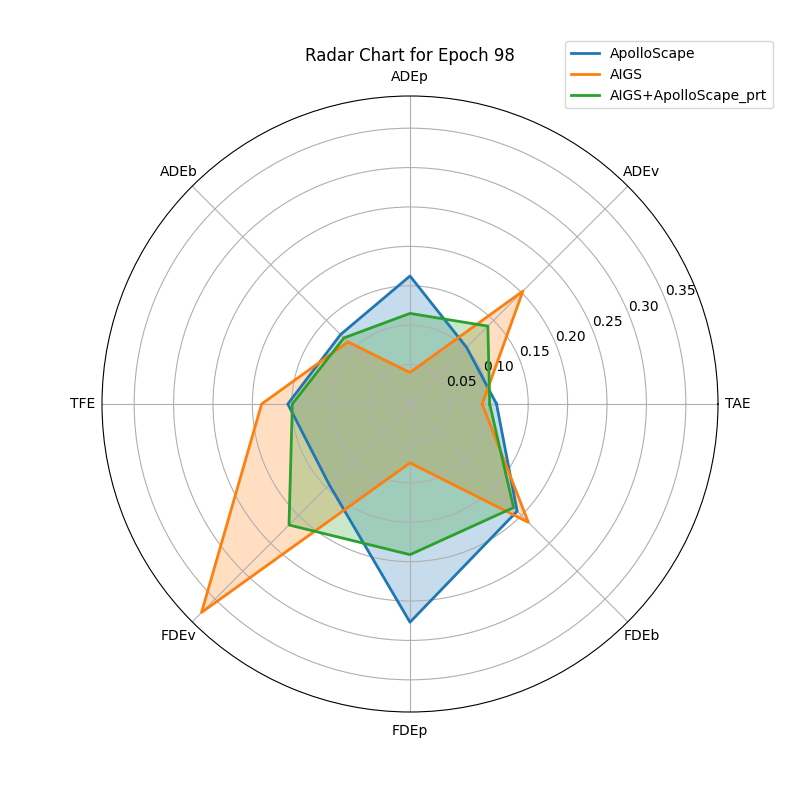 Radar Chart for Epoch 98
ApolloScape
AIGS
AIGS+ApolloScape_prt
ADEp
ADEb
ADEv
0.35
0.30
0.25
0.20
0.15
0.10
0.05
TFE
TAE
FDEv
FDEb
FDEp